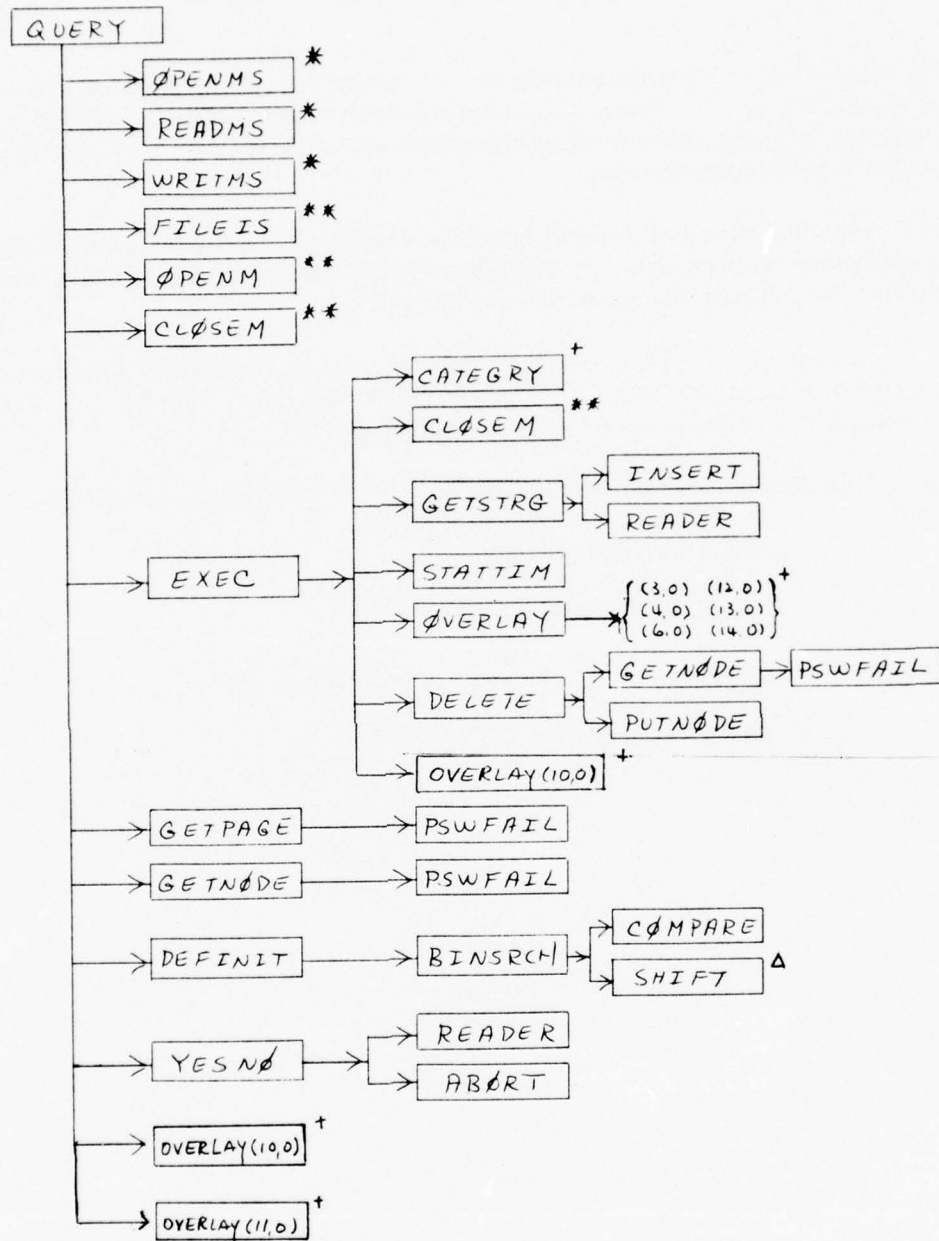 QUERY
ØPENMS *
READMS *
WRITMS *
FILEIS **
ØPENM **
CLØSEM **
EXEC
CATEGRY +
CLØSEM **
GETSTRG
INSERT
READER
STATTIM
ØVERLAY
{ (3,0) (12,0) } +
(4,0) (13,0)
(6,0) (14,0)
DELETE
GETNØDE
PSWFAIL
PUTNØDE
OVERLAY(10,0) +
GETPAGE
PSWFAIL
GETNØDE
PSWFAIL
DEFINIT
BINSRCH
CØMPARE
SHIFT Δ
YESNØ
READER
ABØRT
OVERLAY(10,0) +
OVERLAY(11,0) +